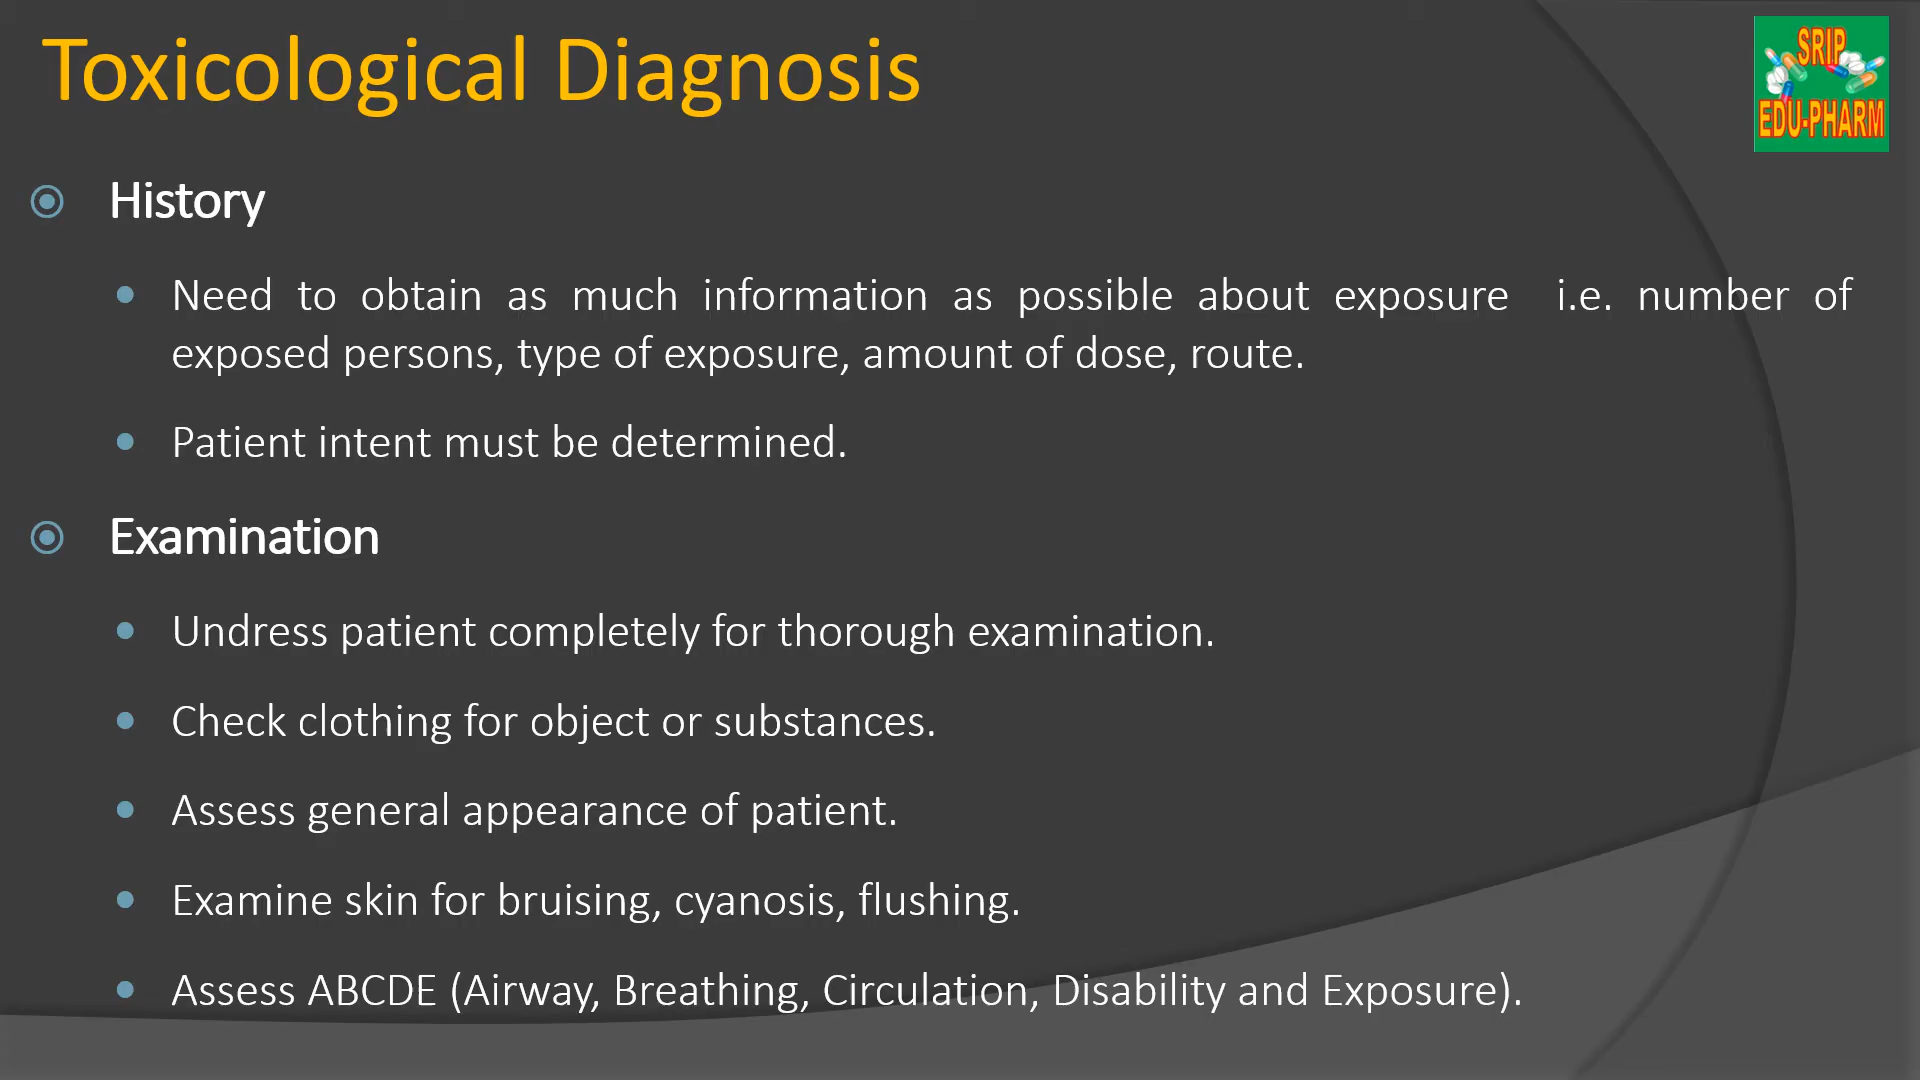 Toxicological Diagnosis
SRIP
EDU-PHARM
History
Need to obtain as much information as possible about exposure i.e. number of
exposed persons, type of exposure, amount of dose, route.
Patient intent must be determined.
Examination
Undress patient completely for thorough examination.
Check clothing for object or substances.
Assess general appearance of patient.
Examine skin for bruising, cyanosis, flushing.
Assess ABCDE (Airway, Breathing, Circulation, Disability and Exposure).